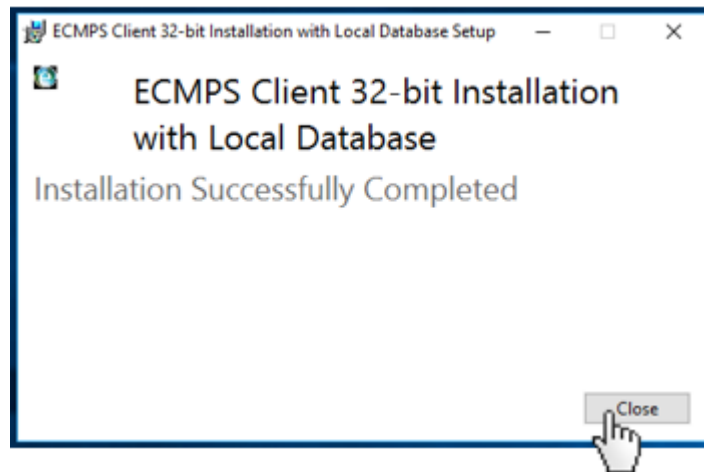 ECMPS Client 32-bit Installation with Local Database Setup
ECMPS Client 32-bit Installation
with Local Database
Installation Successfully Completed
Close